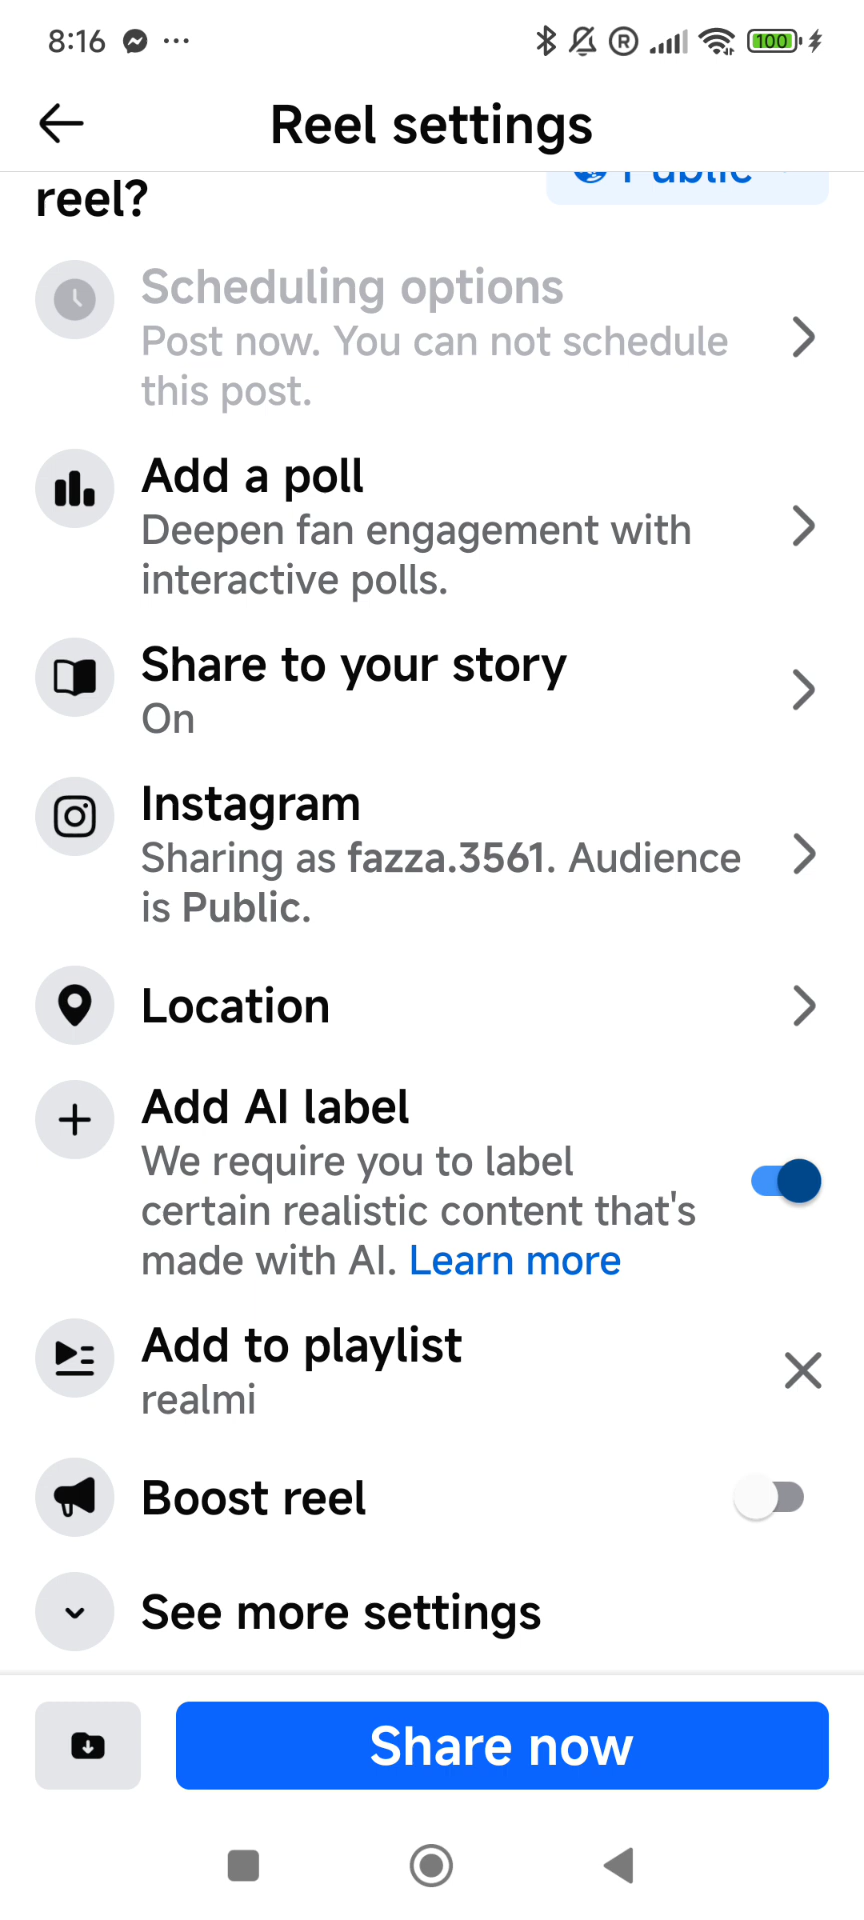 8:16
100
Reel settings
reel?
Public
Scheduling options
Post now. You can not schedule
this post.
Add a poll
Deepen fan engagement with
interactive polls.
Share to your story
On
Instagram
Sharing as fazza.3561. Audience
is Public.
Location
Add AI label
We require you to label
certain realistic content that's
made with AI. Learn more
Add to playlist
realmi
Boost reel
See more settings
Share now